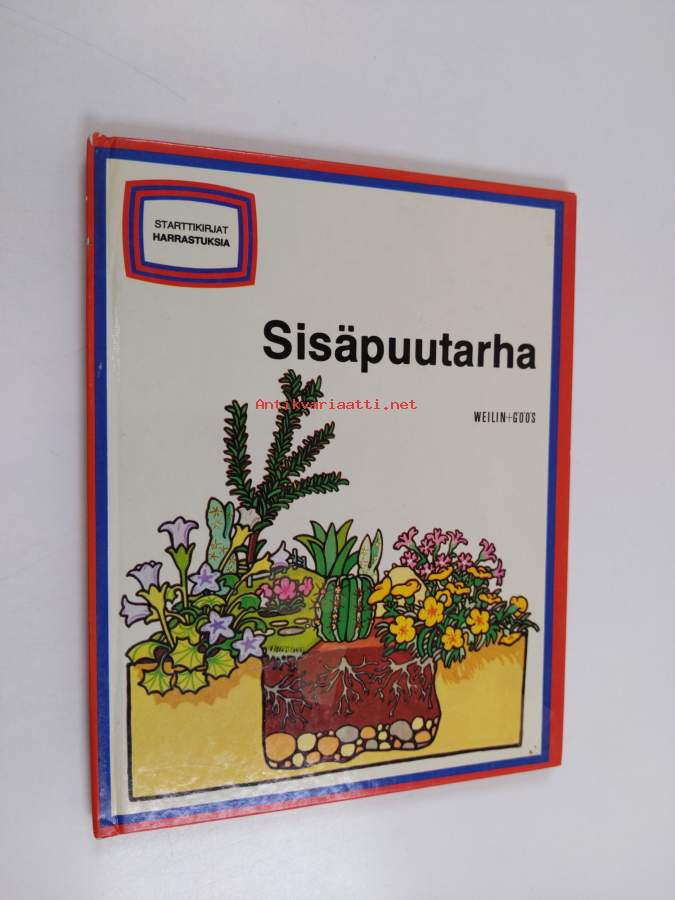 STARTTIKIRJAT
HARRASTUKSIA
Sisäpuutarha
Antikvariaatti.net
WEILIN+GÖÖS